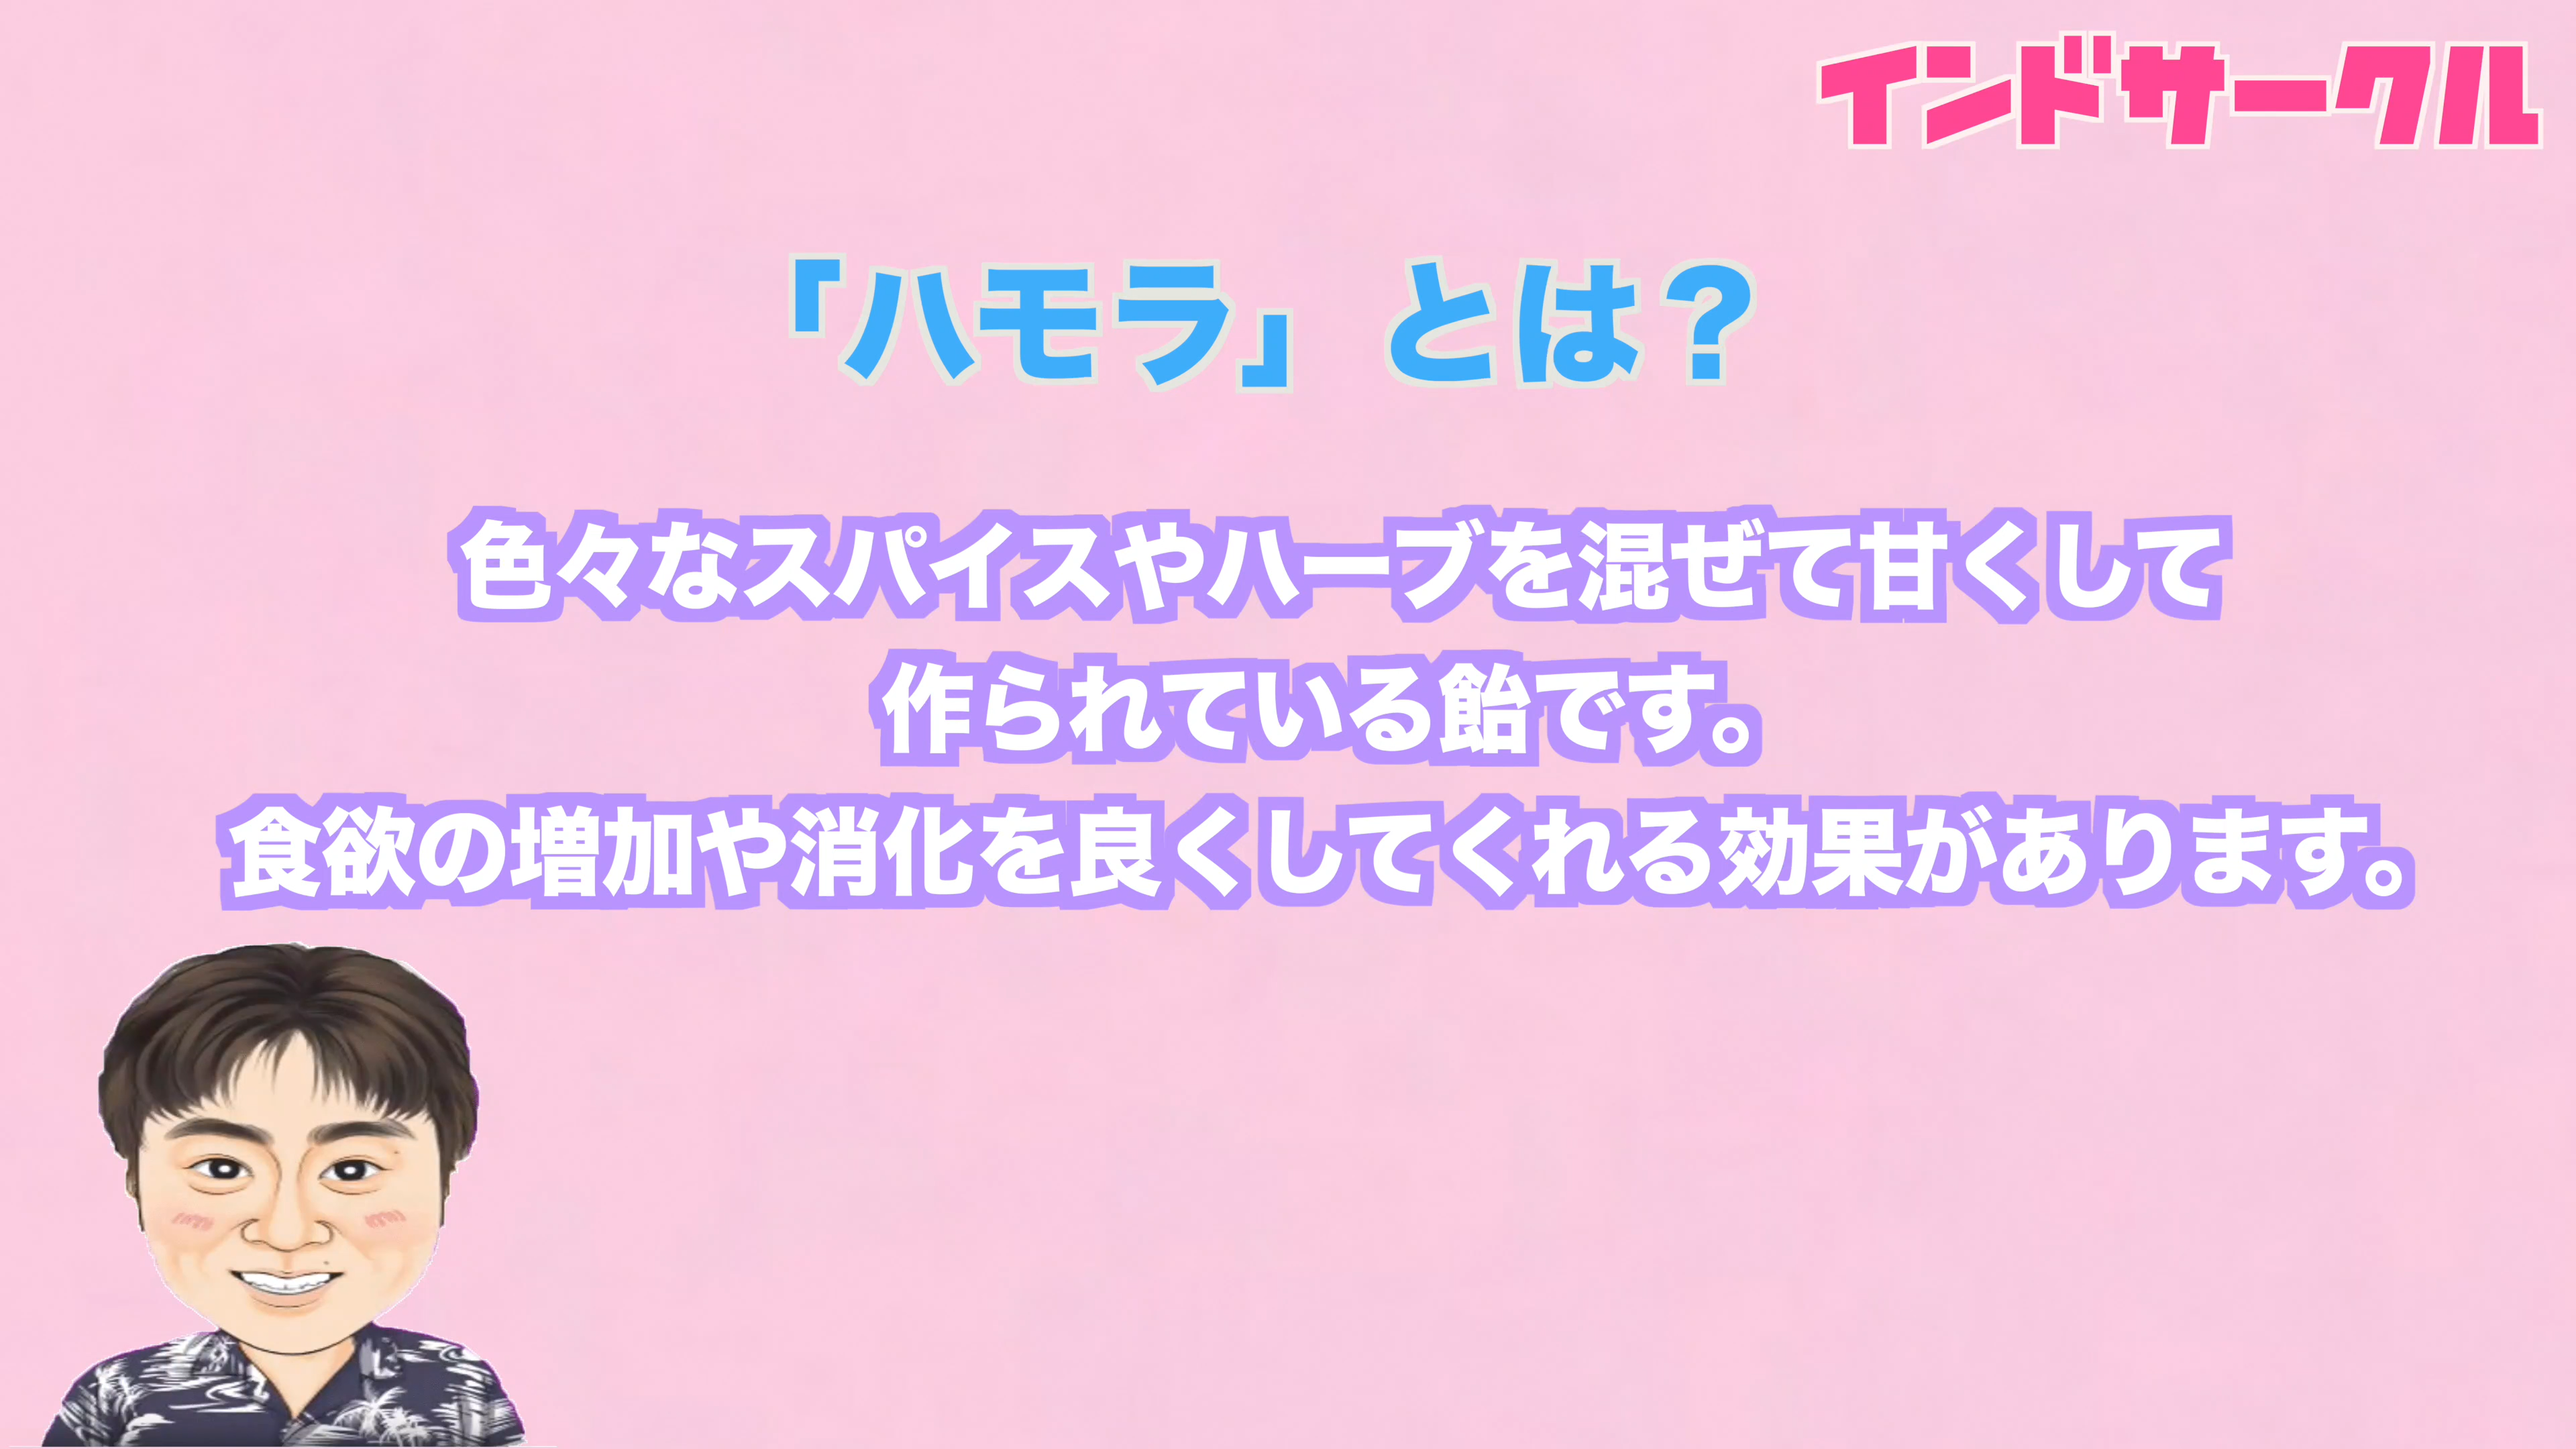 インドサークル
「ハモラ」とは？
色々なスパイスやハーブを混ぜて甘くして
作られている飴です。
食欲の増加や消化を良くしてくれる効果があります。